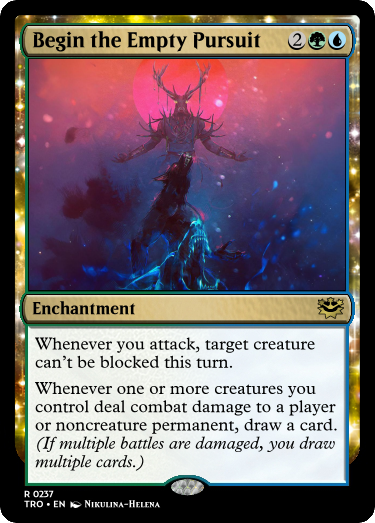 Begin the Empty Pursuit 2
Enchantment
Whenever you attack, target creature
can't be blocked this turn.
Whenever one or more creatures you
control deal combat damage to a player
or noncreature permanent, draw a card.
(If multiple battles are damaged, you draw
multiple cards.)
R 0237
TRO • EN Nikulina-Helena